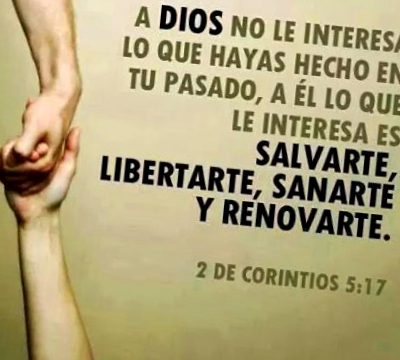 A DIOS NO LE INTERESA
LO QUE HAYAS HECHO EN
TU PASADO, A ÉL LO QUE
LE INTERESA ES
SALVARTE,
LIBERTARTE, SANARTE
Y RENOVARTE.
2 DE CORINTIOS 5:17